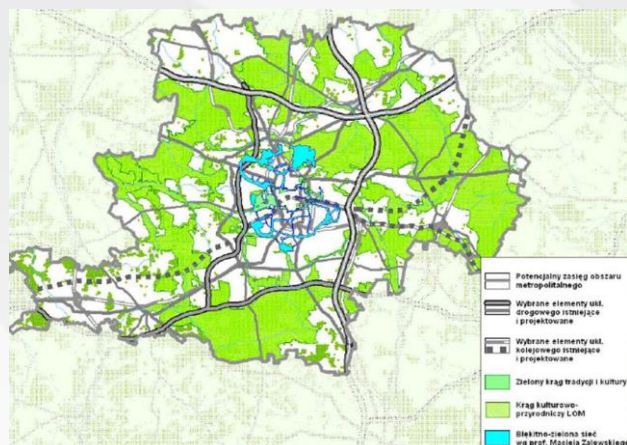 Potencjalny zasięg obszaru
metropolitalnego
Wybrane elementy ukł.
drogowego istniejące
i projektowane
Wybrane elementy ukł.
kolejowego istniejące
i projektowane
Zielony krąg tradycji i kultury
Krąg kulturowo-
przyrodniczy LOM
Błękitno-zielona sieć
wg prof. Macieja Zalewskiego